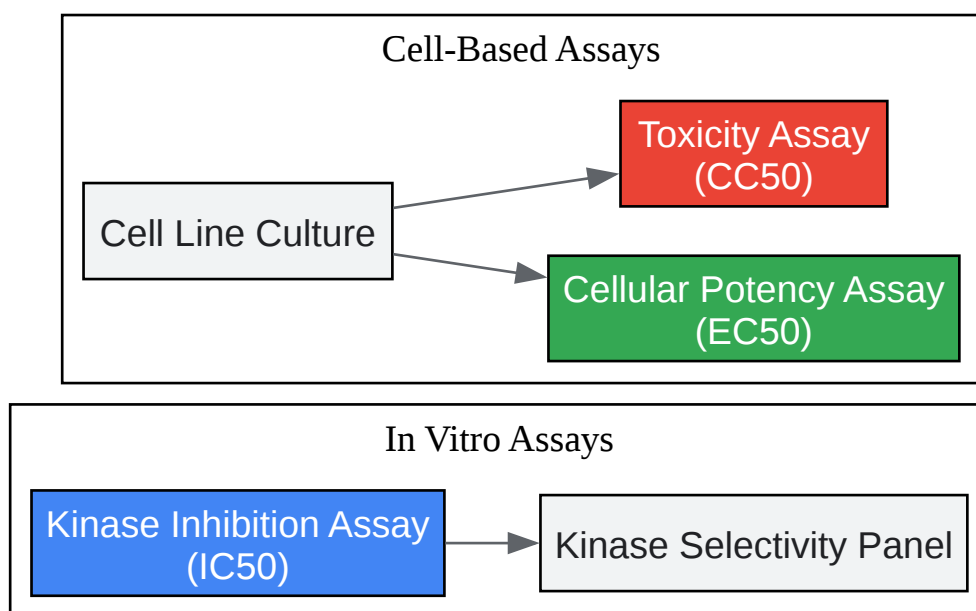 Cell-Based Assays
Toxicity Assay
(CC50)
Cell Line Culture
Cellular Potency Assay
(EC50)
In Vitro Assays
Kinase Inhibition Assay
(IC50)
Kinase Selectivity Panel